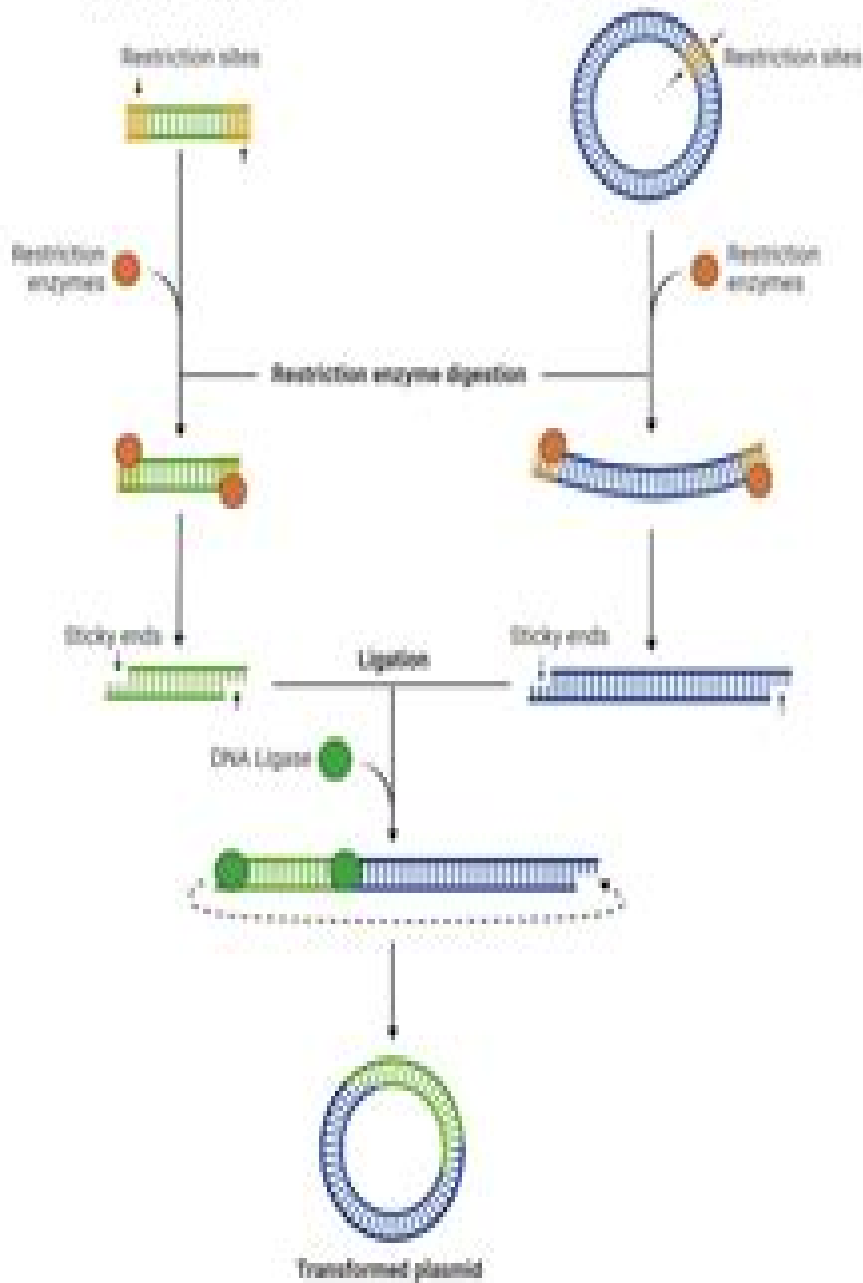 Restriction sites
Restriction sites
Restriction
enzymes
Restriction
enzymes
Restriction enzyme digestion
Sticky ends
Sticky ends
Ligation
DNA Ligase
Transformed plasmid